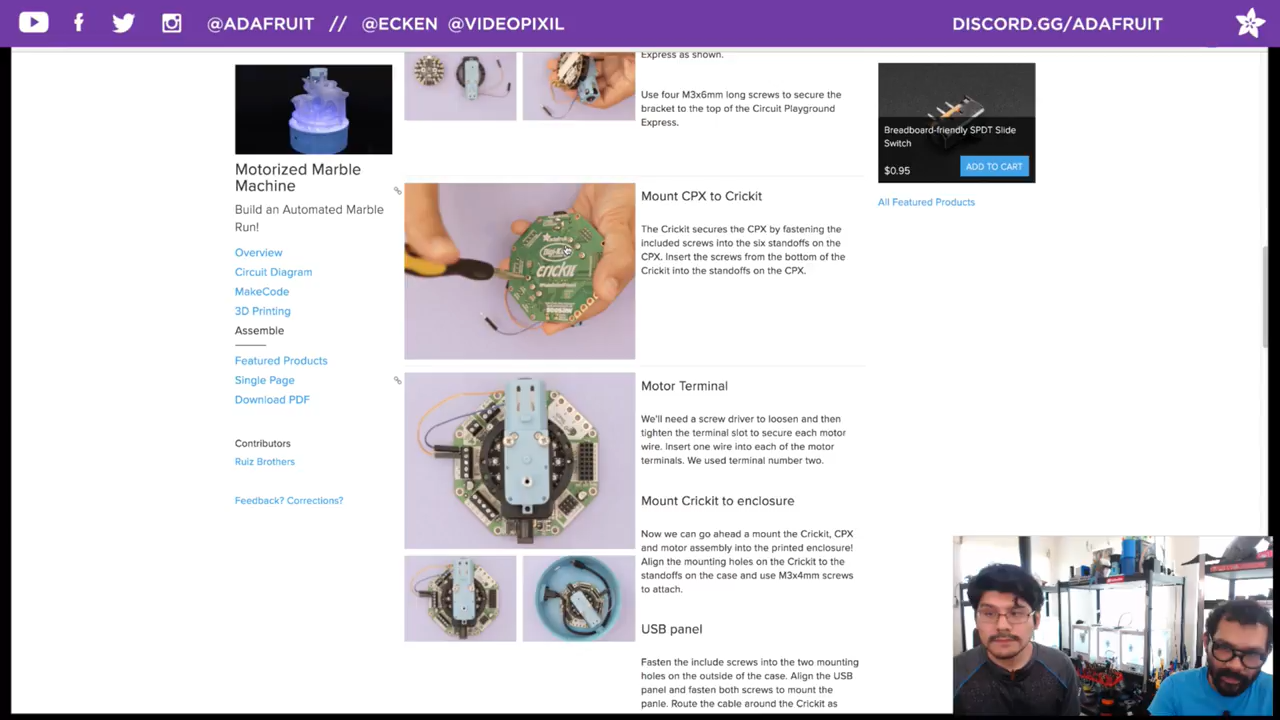 @ADAFRUIT // @ECKEN @VIDEOPIXIL
DISCORD.GG/ADAFRUIT
Motorized Marble
Machine
Build an Automated Marble
Run!
Overview
Circuit Diagram
MakeCode
3D Printing
Assemble
Featured Products
Single Page
Download PDF
Contributors
Ruiz Brothers
Feedback? Corrections?
Express as shown.
Use four M3x6mm long screws to secure the
bracket to the top of the Circuit Playground
Express.
Mount CPX to Crickit
The Crickit secures the CPX by fastening the
included screws into the six standoffs on the
CPX. Insert the screws from the bottom of the
Crickit into the standoffs on the CPX.
crickit
Motor Terminal
We'll need a screw driver to loosen and then
tighten the terminal slot to secure each motor
wire. Insert one wire into each of the motor
terminals. We used terminal number two.
Mount Crickit to enclosure
Now we can go ahead a mount the Crickit, CPX
and motor assembly into the printed enclosure!
Align the mounting holes on the Crickit to the
standoffs on the case and use M3x4mm screws
to attach.
USB panel
Fasten the include screws into the two mounting
holes on the outside of the case. Align the USB
panel and fasten both screws to mount the
panle. Route the cable around the Crickit as
Breadboard-friendly SPDT Slide
Switch
$0.95
ADD TO CART
All Featured Products